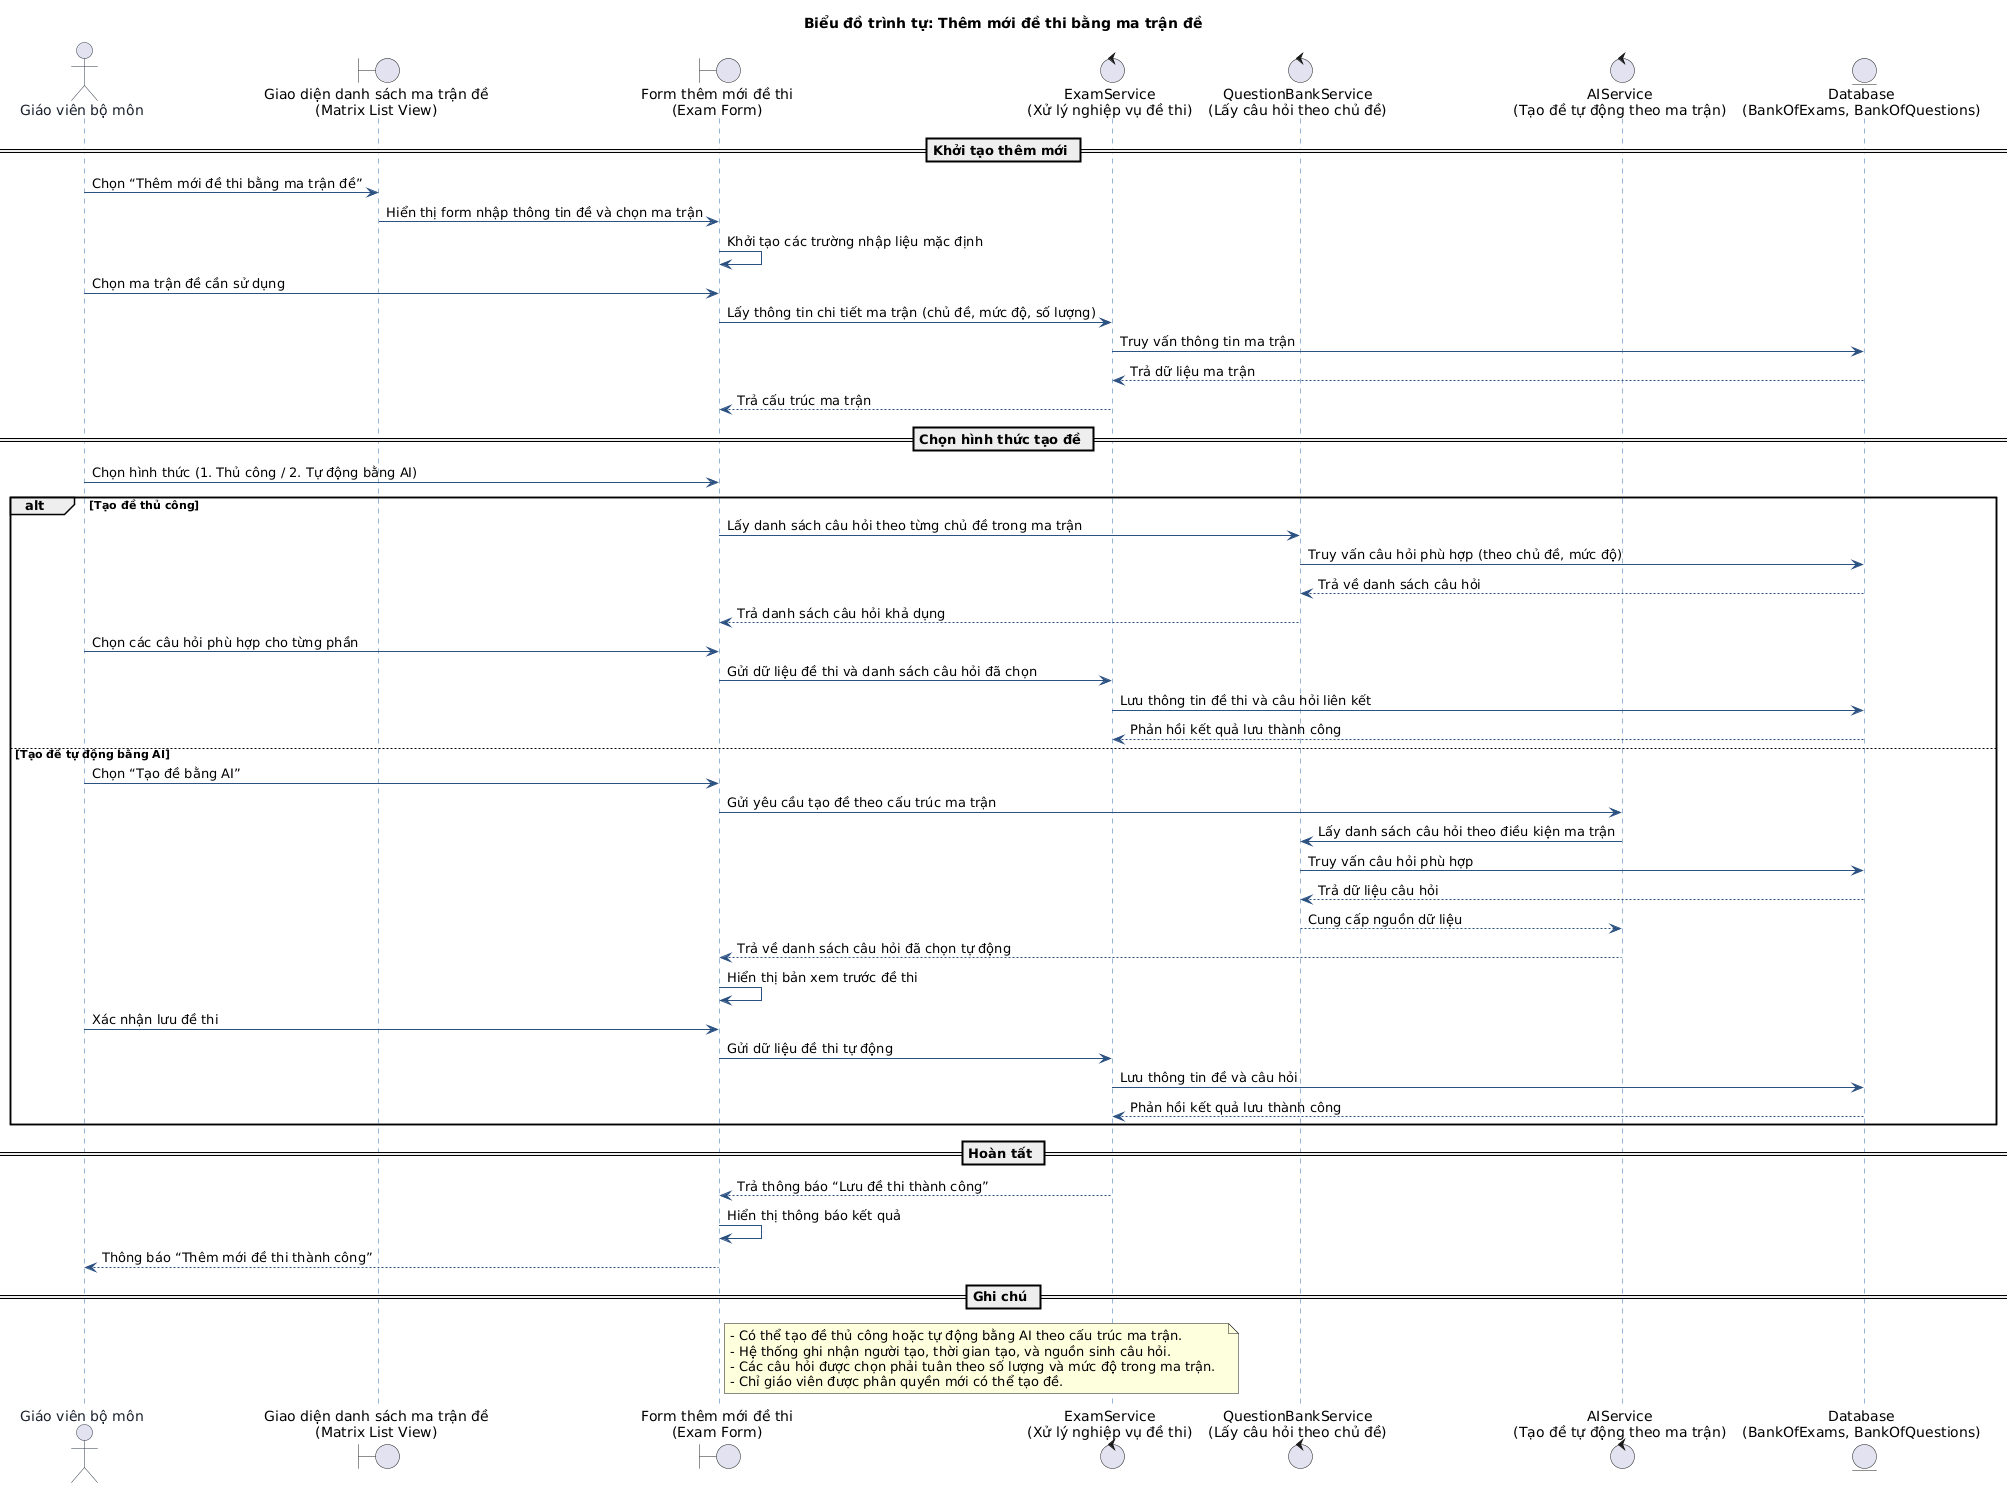 Biểu đồ trình tự: Thêm mới đề thi bằng ma trận đề
Giáo viên bộ môn
Giao diện danh sách ma trận đề
(Matrix List View)
Form thêm mới đề thi
(Exam Form)
ExamService
(Xử lý nghiệp vụ đề thi)
QuestionBankService
(Lấy câu hỏi theo chủ đề)
AIService
(Tạo đề tự động theo ma trận)
Database
(BankOfExams, BankOfQuestions)
Khởi tạo thêm mới
Chọn “Thêm mới đề thi bằng ma trận đề”
Hiển thị form nhập thông tin đề và chọn ma trận
Khởi tạo các trường nhập liệu mặc định
Chọn ma trận đề cần sử dụng
Lấy thông tin chi tiết ma trận (chủ đề, mức độ, số lượng)
Truy vấn thông tin ma trận
Trả dữ liệu ma trận
Trả cấu trúc ma trận
Chọn hình thức tạo đề
Chọn hình thức (1. Thủ công / 2. Tự động bằng AI)
alt [Tạo đề thủ công]
Lấy danh sách câu hỏi theo từng chủ đề trong ma trận
Truy vấn câu hỏi phù hợp (theo chủ đề, mức độ)
Trả về danh sách câu hỏi
Trả danh sách câu hỏi khả dụng
Chọn các câu hỏi phù hợp cho từng phần
Gửi dữ liệu đề thi và danh sách câu hỏi đã chọn
Lưu thông tin đề thi và câu hỏi liên kết
Phản hồi kết quả lưu thành công
[Tạo đề tự động bằng AI]
Chọn “Tạo đề bằng AI”
Gửi yêu cầu tạo đề theo cấu trúc ma trận
Lấy danh sách câu hỏi theo điều kiện ma trận
Truy vấn câu hỏi phù hợp
Trả dữ liệu câu hỏi
Cung cấp nguồn dữ liệu
Trả về danh sách câu hỏi đã chọn tự động
Hiển thị bản xem trước đề thi
Xác nhận lưu đề thi
Gửi dữ liệu đề thi tự động
Lưu thông tin đề và câu hỏi
Phản hồi kết quả lưu thành công
Hoàn tất
Trả thông báo “Lưu đề thi thành công”
Hiển thị thông báo kết quả
Thông báo “Thêm mới đề thi thành công”
Ghi chú
- Có thể tạo đề thủ công hoặc tự động bằng AI theo cấu trúc ma trận.
- Hệ thống ghi nhận người tạo, thời gian tạo, và nguồn sinh câu hỏi.
- Các câu hỏi được chọn phải tuân theo số lượng và mức độ trong ma trận.
- Chỉ giáo viên được phân quyền mới có thể tạo đề.
Giáo viên bộ môn
Giao diện danh sách ma trận đề
(Matrix List View)
Form thêm mới đề thi
(Exam Form)
ExamService
(Xử lý nghiệp vụ đề thi)
QuestionBankService
(Lấy câu hỏi theo chủ đề)
AIService
(Tạo đề tự động theo ma trận)
Database
(BankOfExams, BankOfQuestions)